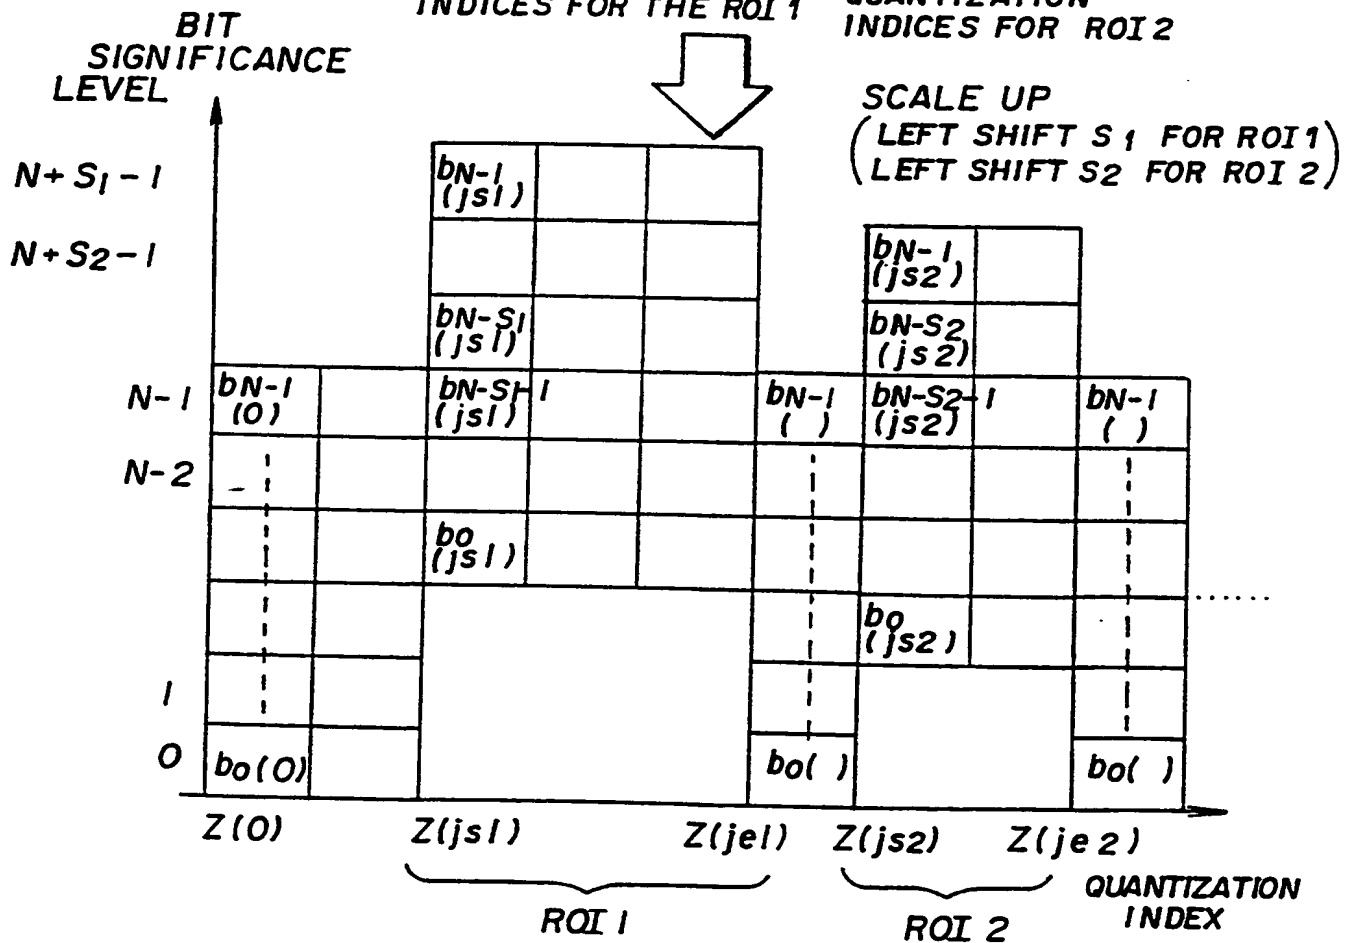 INDICES FOR THE ROI 1
QUANTIZATION
INDICES FOR ROI 2
BIT
SIGNIFICANCE
LEVEL
SCALE UP
(LEFT SHIFT S1 FOR ROI 1)
(LEFT SHIFT S2 FOR ROI 2)
N+S1-1
N+S2-1
N-1
N-2
1
0
bN-1
(js1)
bN-S1
(js1)
bN-S1-1
(js1)
b0
(js1)
bN-1
(js2)
bN-S2
(js2)
bN-S2-1
(js2)
b0
(js2)
bN-1
(0)
bN-1
( )
bN-1
( )
b0(0)
b0( )
b0( )
Z(0)
Z(js1)
Z(je1)
Z(js2)
Z(je2)
QUANTIZATION
INDEX
ROI 1
ROI 2